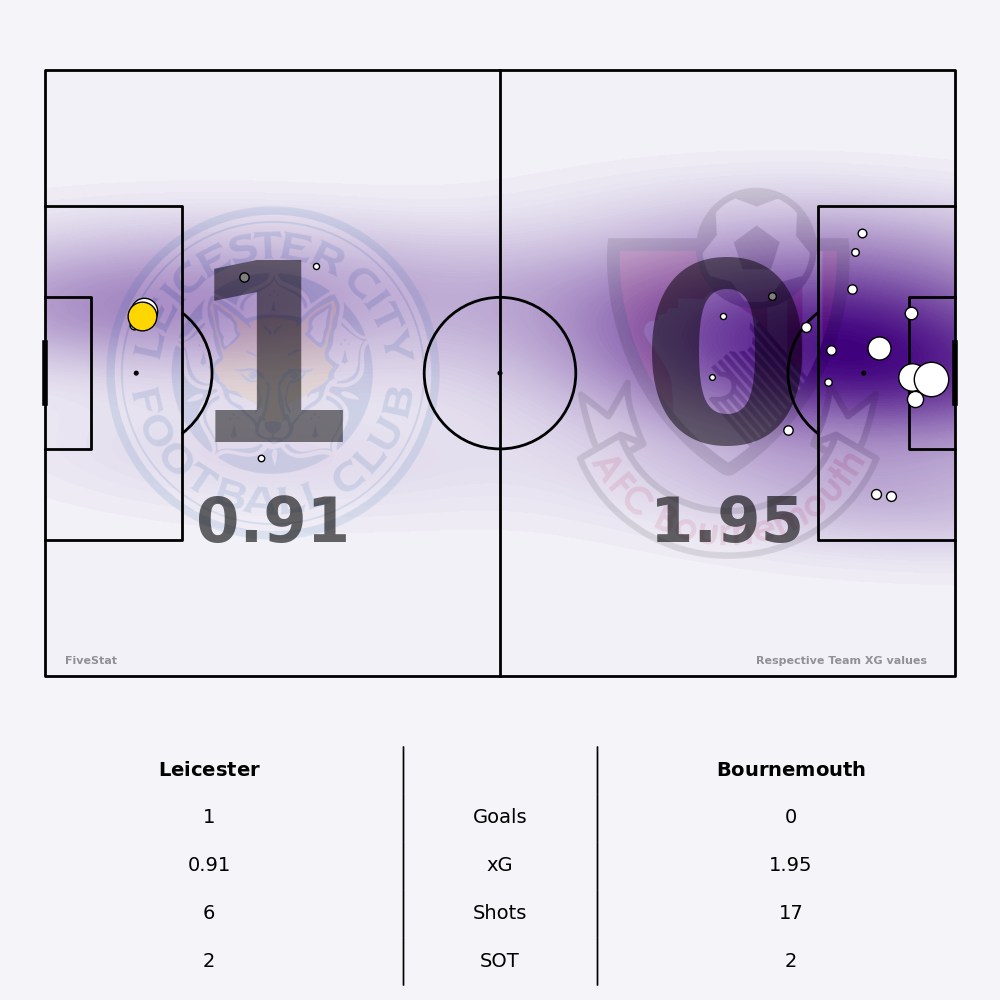 LEICESTER CITY
FOOTBALL CLUB
1
0
AFC Bournemouth
0.91
1.95
FiveStat
Respective Team XG values
Leicester
Bournemouth
1 Goals 0
0.91 xG 1.95
6 Shots 17
2 SOT 2